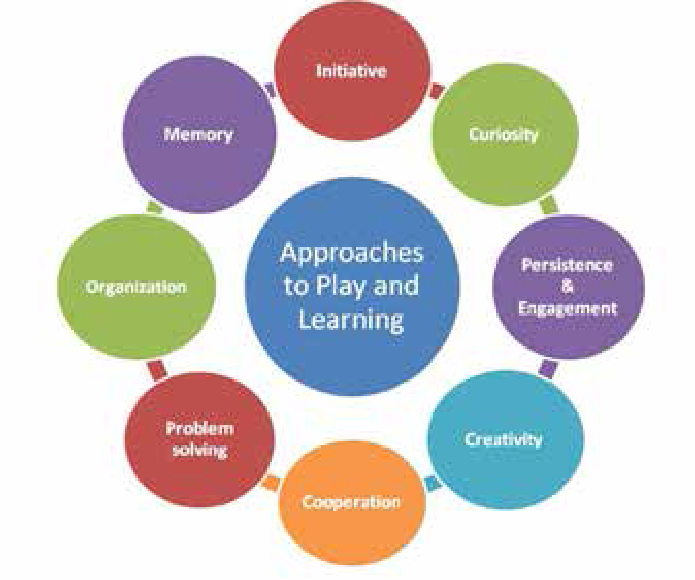 Initiative
Curiosity
Persistence
&
Engagement
Creativity
Cooperation
Problem
solving
Organization
Memory
Approaches
to Play and
Learning